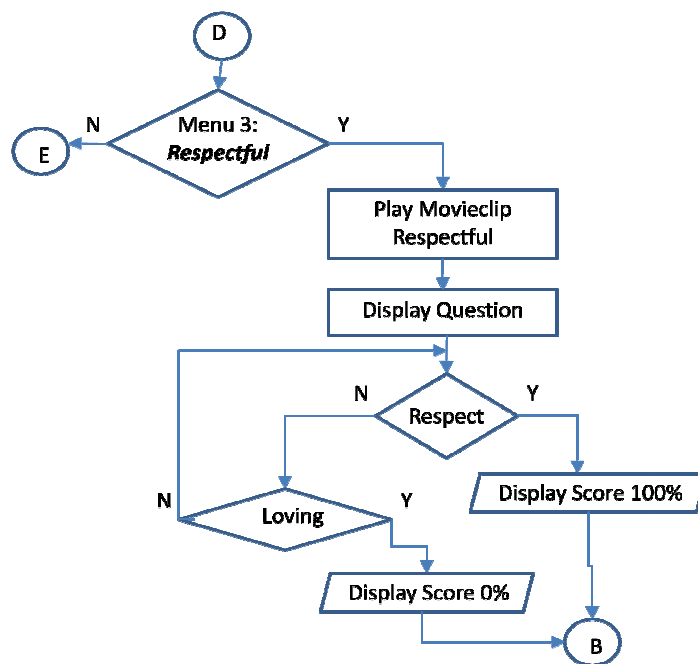 D
N
Menu 3:
Y
Respectful
E
Play Movieclip
Respectful
Display Question
N
Y
Respect
N
Y
Loving
Display Score 100%
Display Score 0%
B